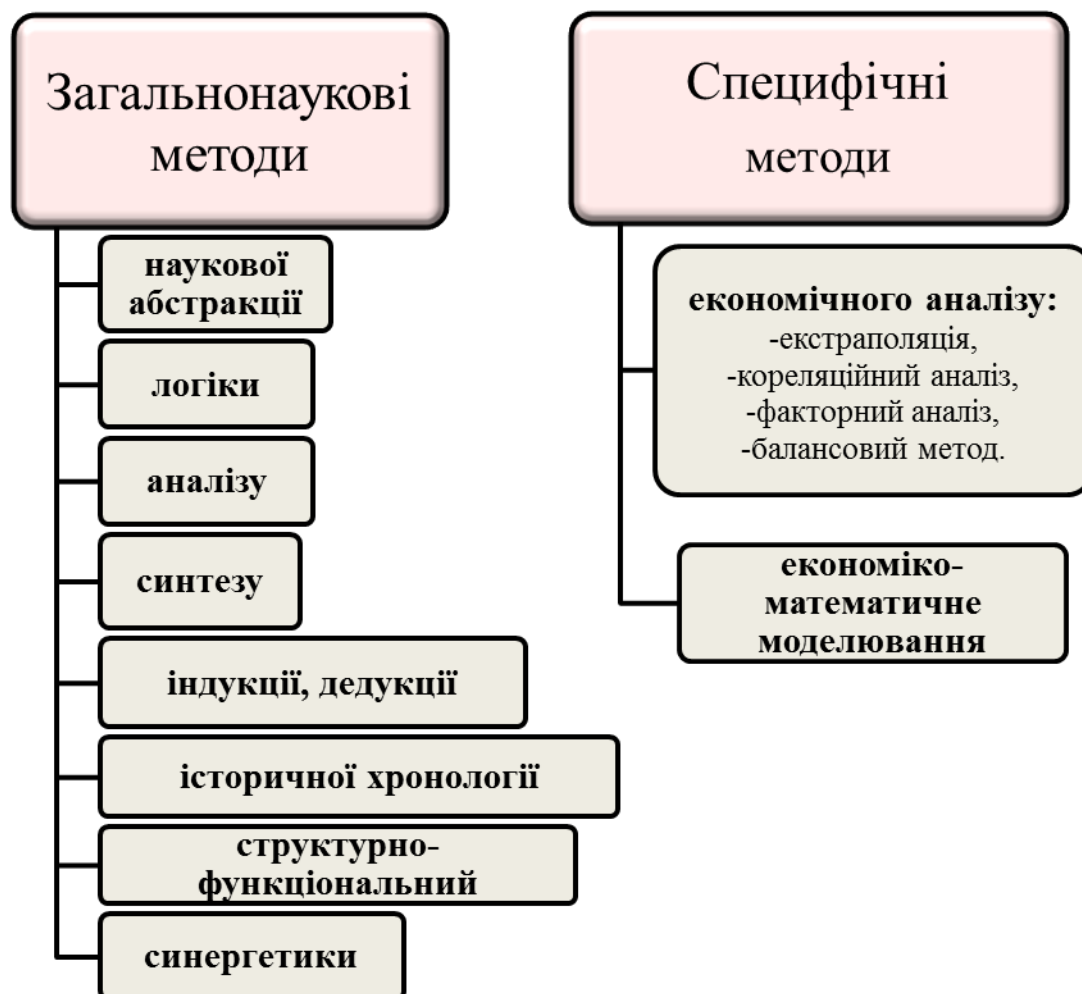 Загальнонаукові
методи
наукової
абстракції
логіки
аналізу
синтезу
індукції, дедукції
історичної хронології
структурно-
функціональний
синергетики
Специфічні
методи
економічного аналізу:
-екстраполяція,
-кореляційний аналіз,
-факторний аналіз,
-балансовий метод.
економіко-
математичне
моделювання